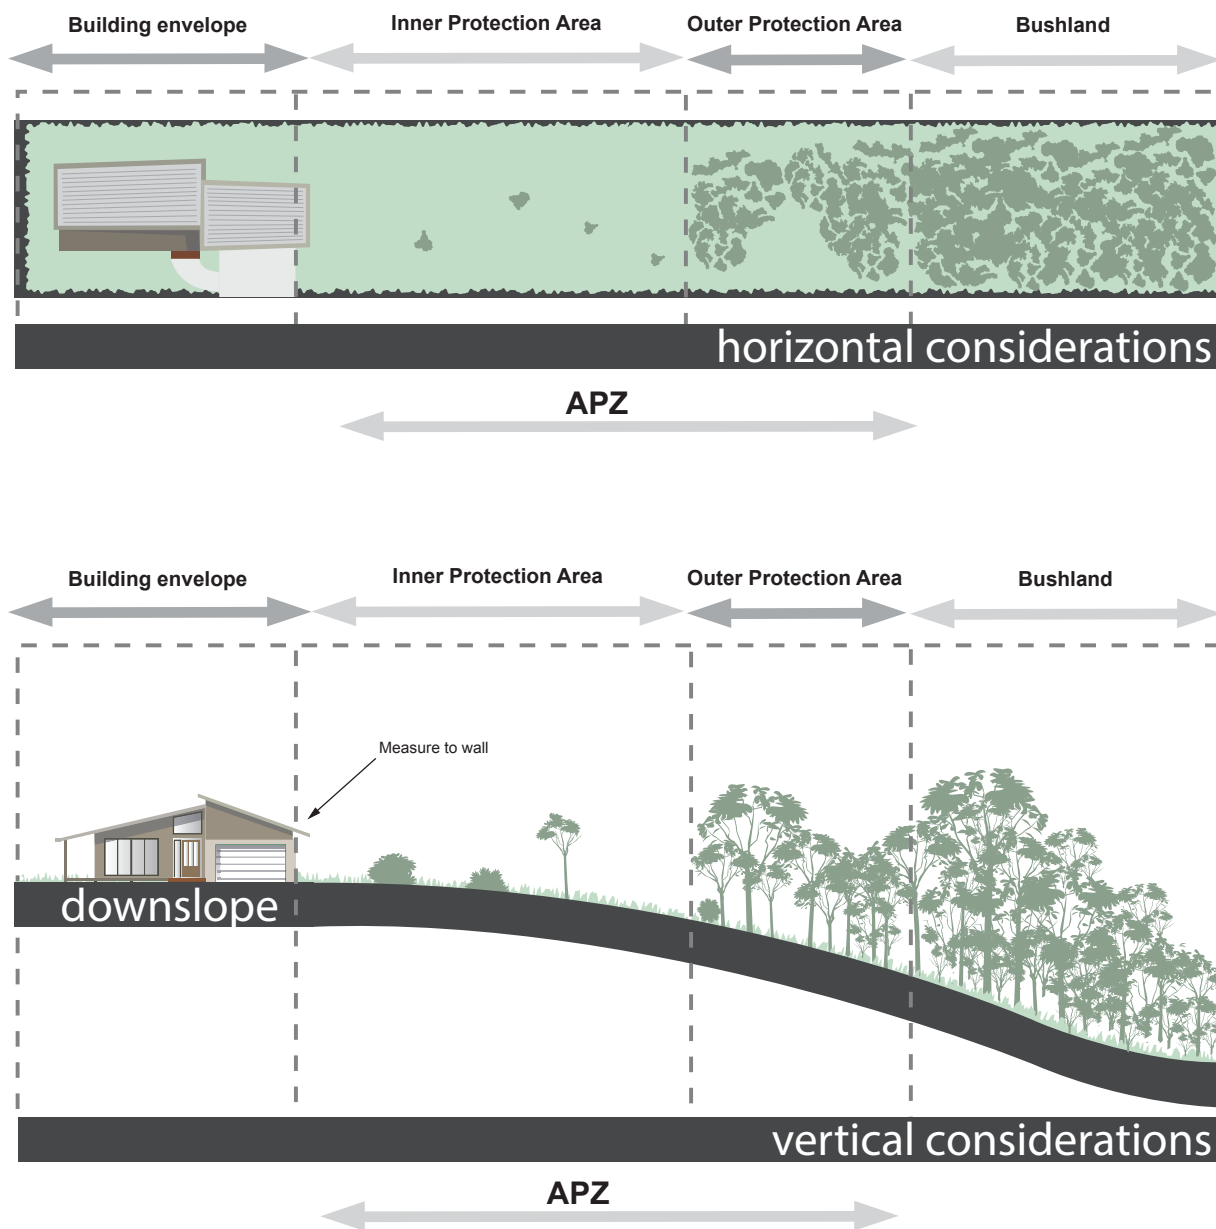 Building envelope
Inner Protection Area
Outer Protection Area
Bushland
horizontal considerations
APZ
Building envelope
Inner Protection Area
Outer Protection Area
Bushland
Measure to wall
downslope
vertical considerations
APZ